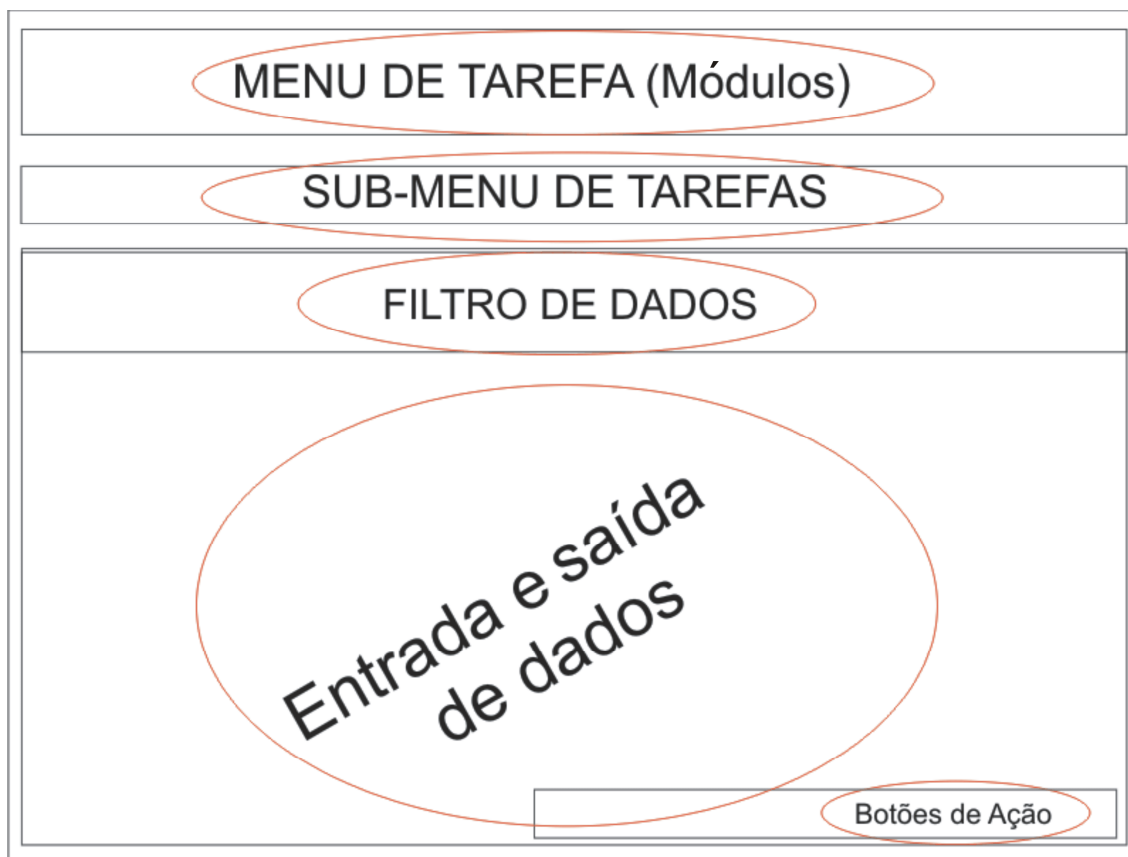 MENU DE TAREFA (Módulos)
SUB-MENU DE TAREFAS
FILTRO DE DADOS
Entrada e saída
de dados
Botões de Ação